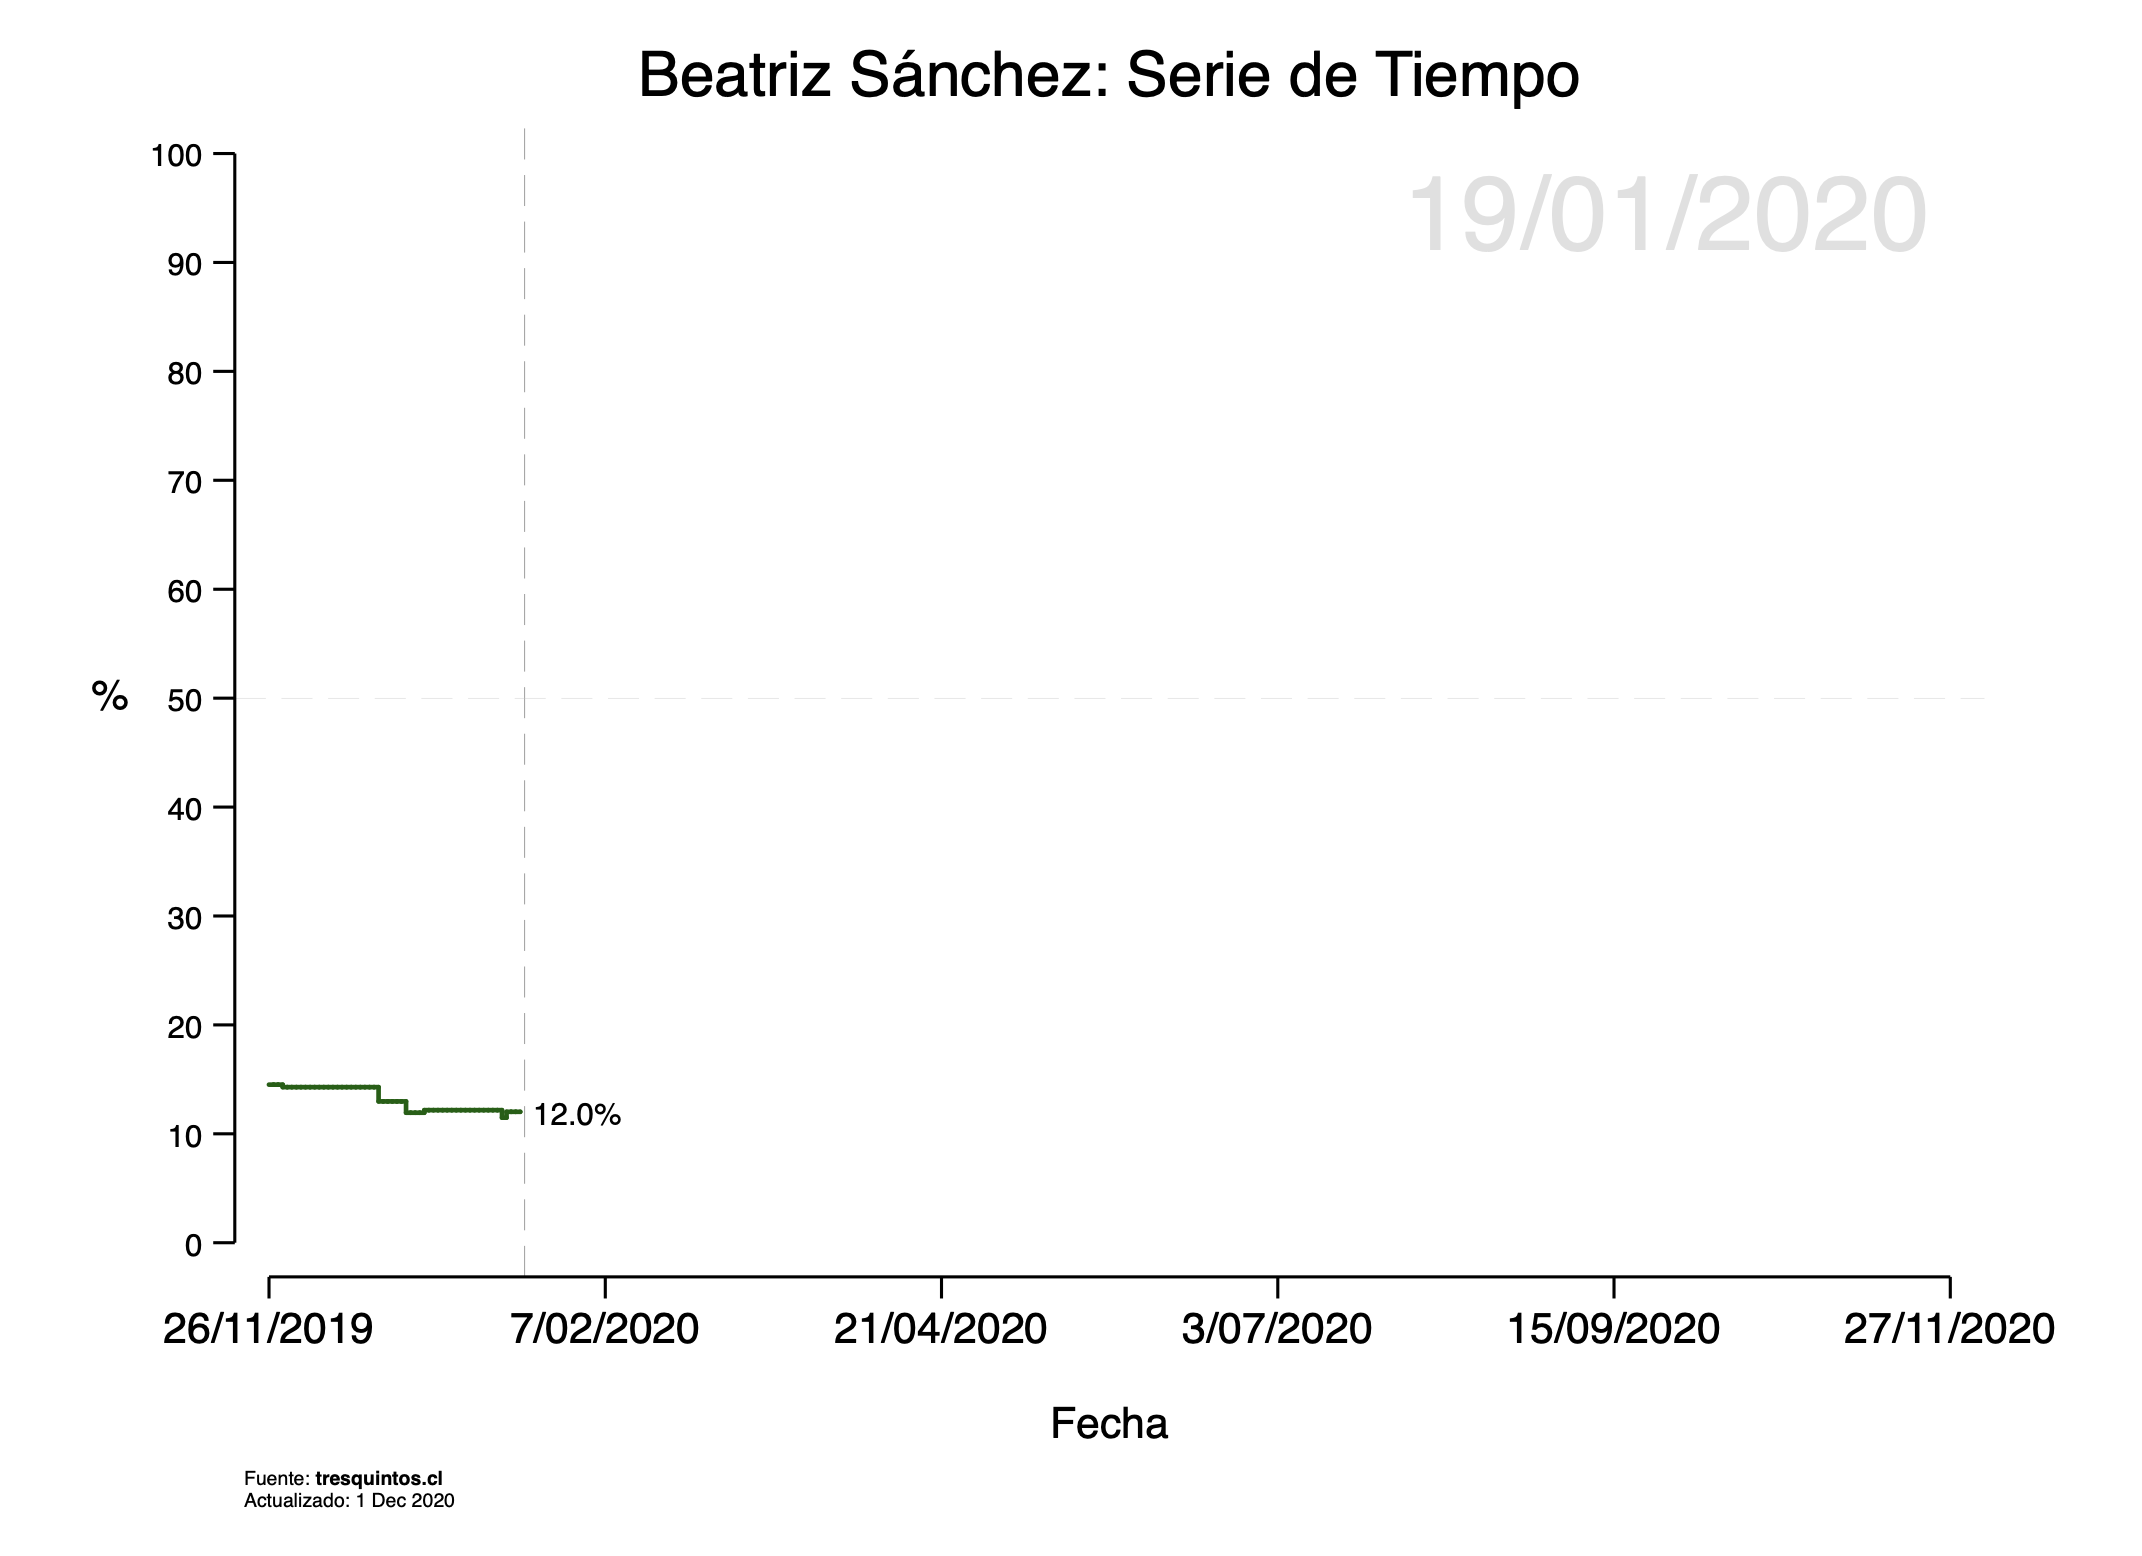 Beatriz Sánchez: Serie de Tiempo
19/01/2020
100
90
80
70
60
50
40
30
20
10
0
%
12.0%
26/11/2019 7/02/2020 21/04/2020 3/07/2020 15/09/2020 27/11/2020
Fecha
Fuente: tresquintos.cl
Actualizado: 1 Dec 2020